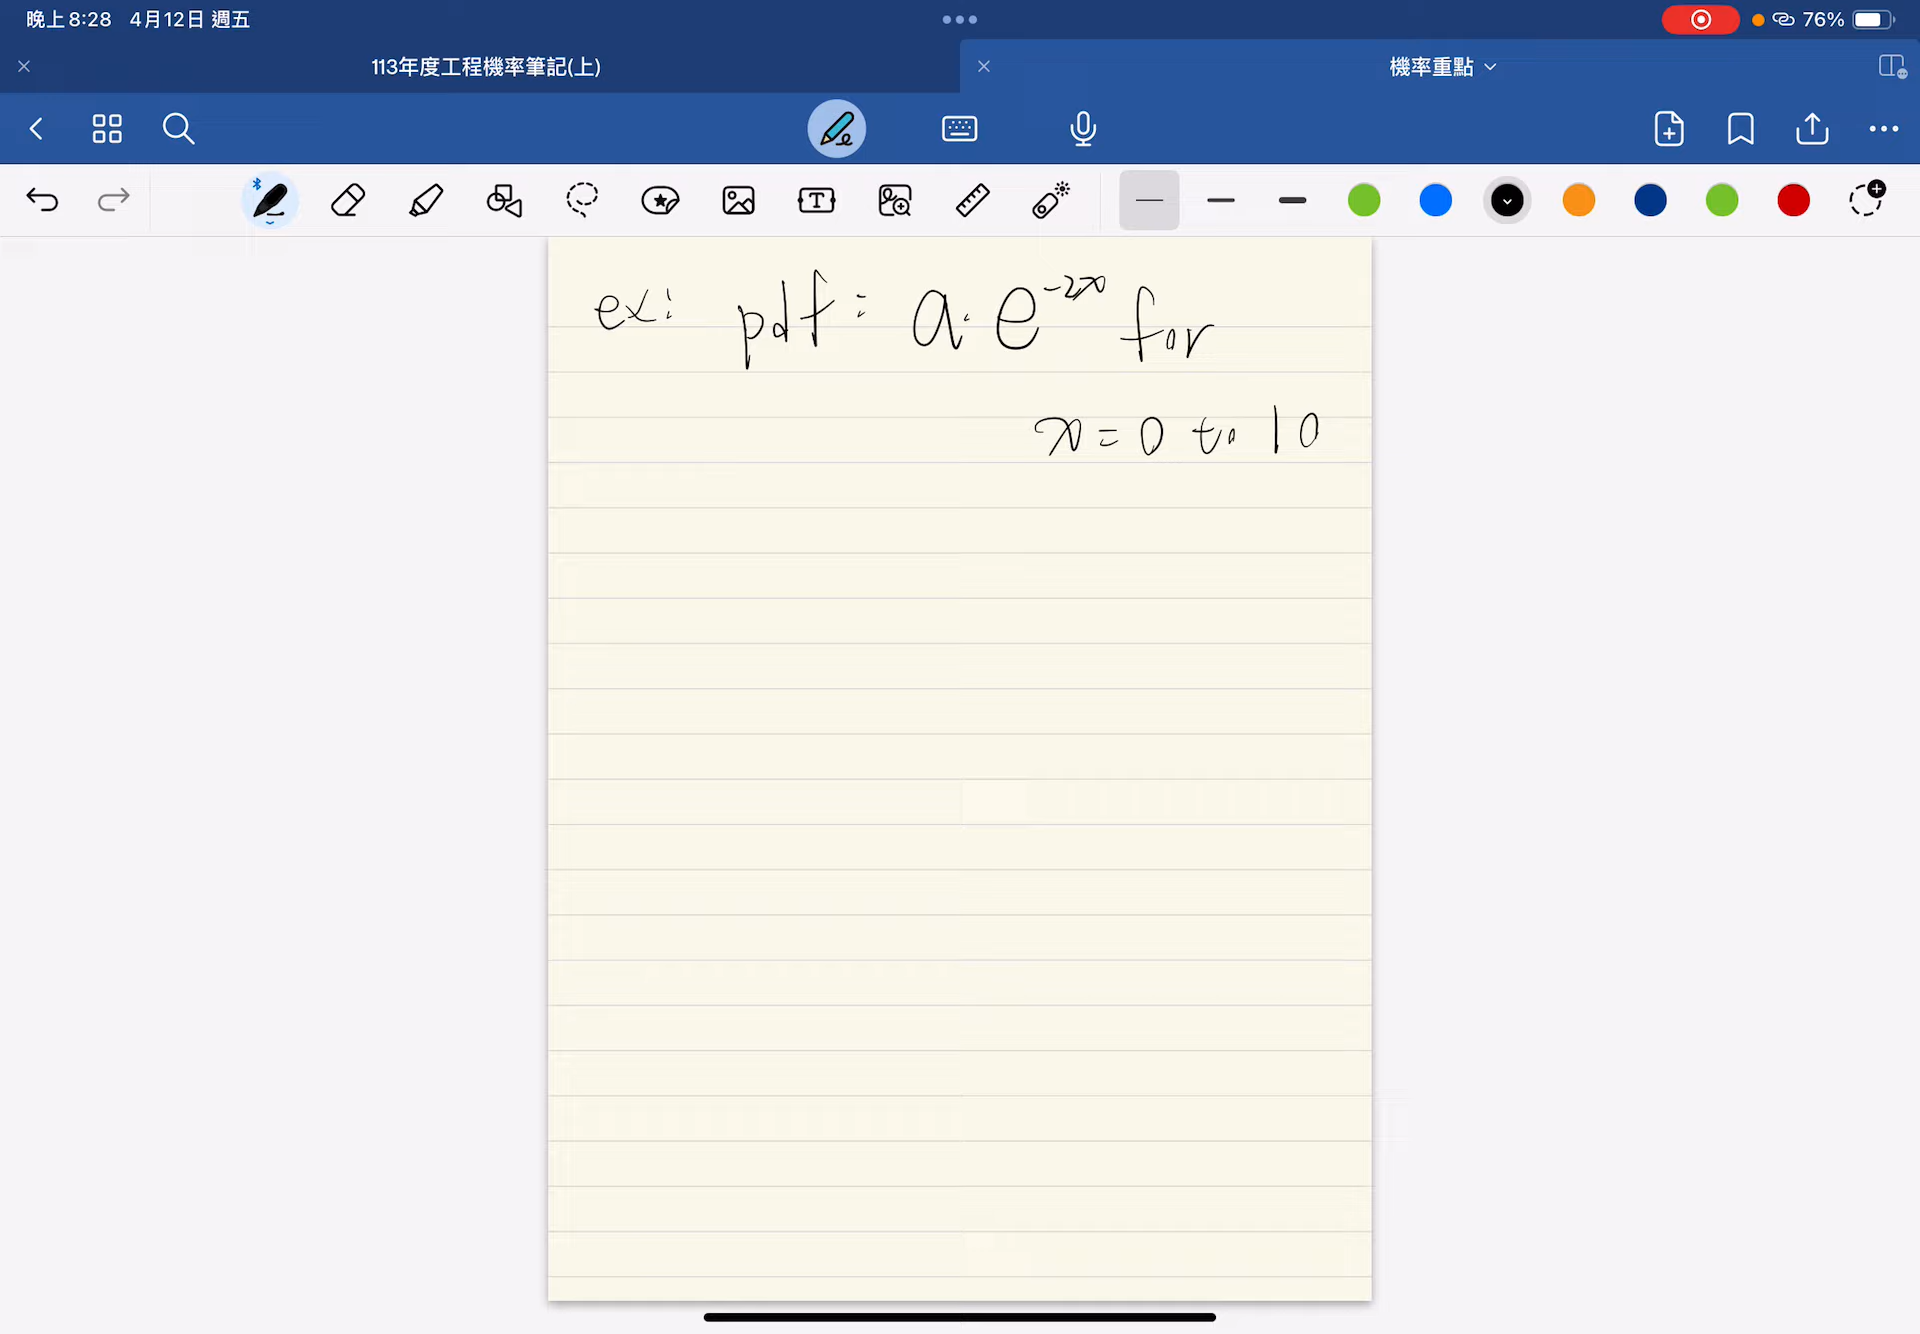 晚上8:28 4月12日 週五
76%
113年度工程機率筆記(上)
機率重點
ex: pdf: a·e^{-2x} for
x=0 to 10